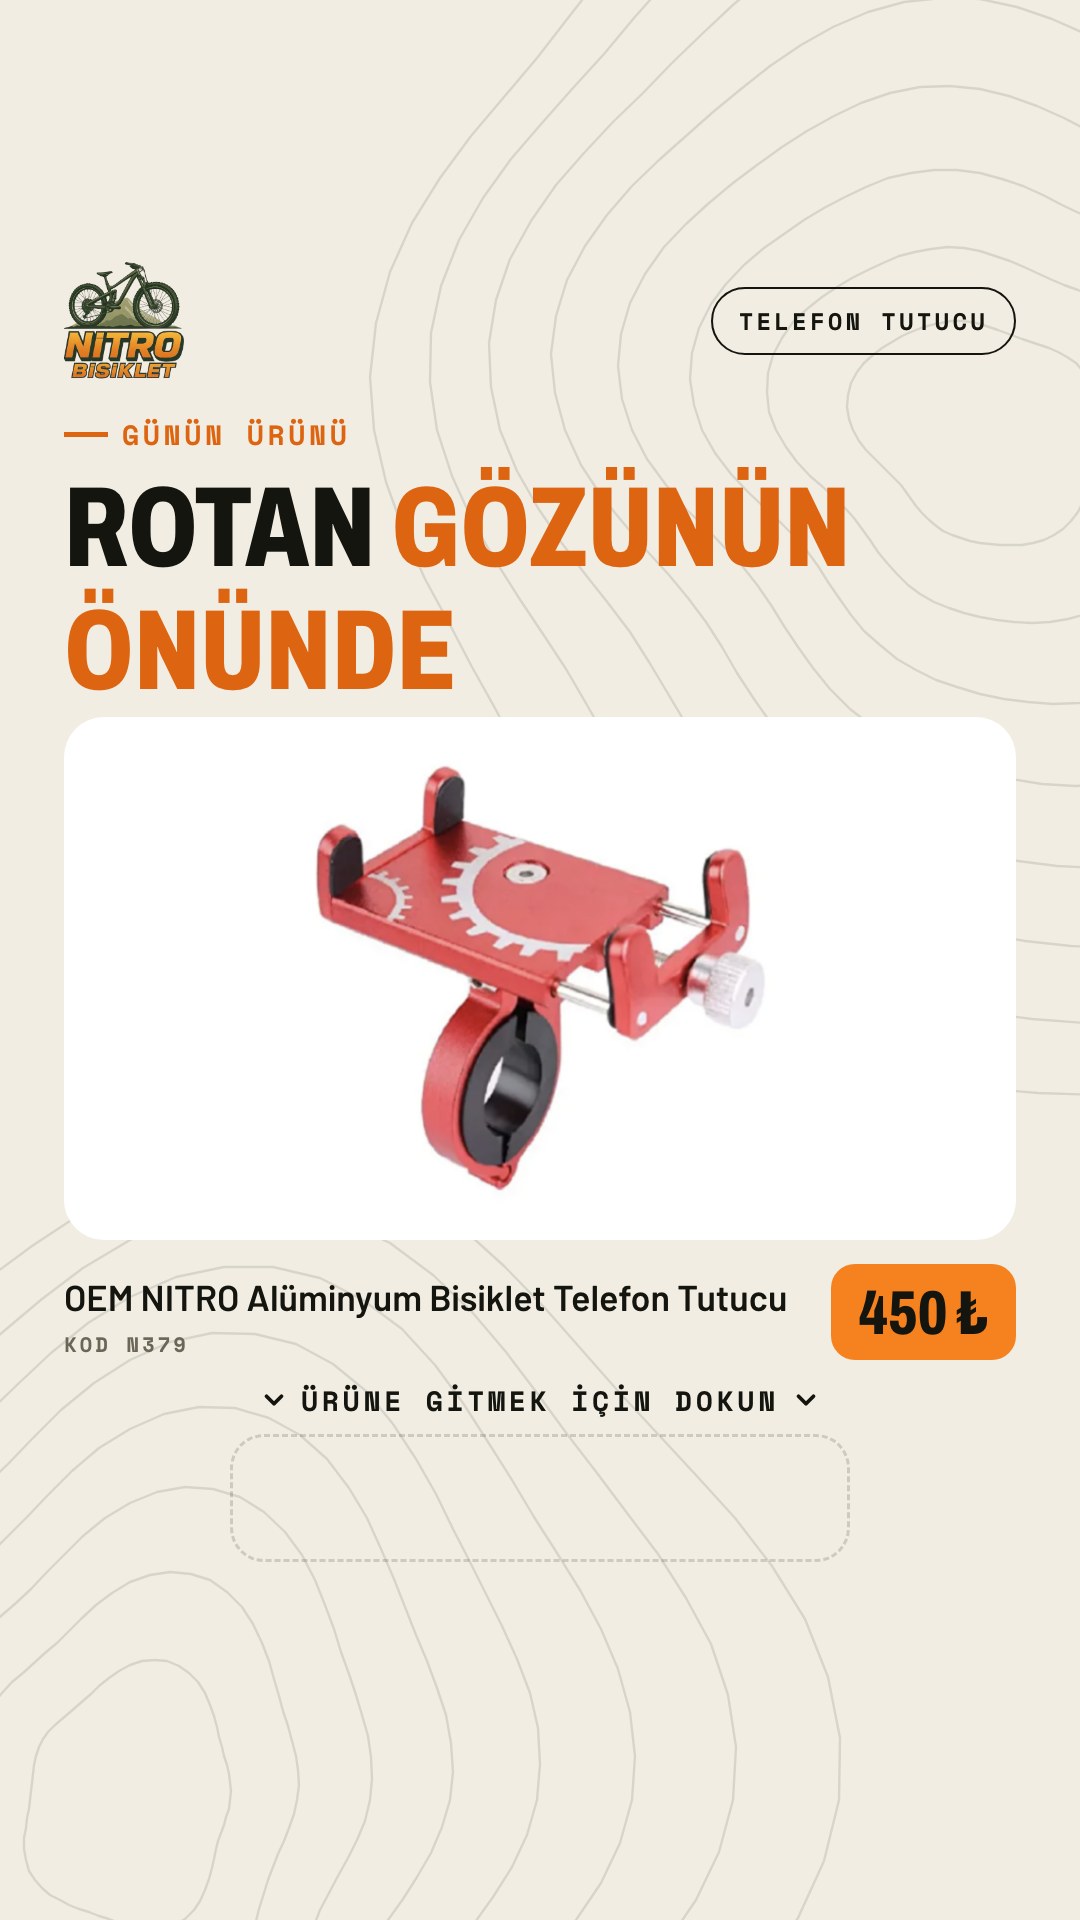 NiTRO
BiSiKLET
TELEFON TUTUCU
GÜNÜN ÜRÜNÜ
ROTAN GÖZÜNÜN
ÖNÜNDE
OEM NITRO Alüminyum Bisiklet Telefon Tutucu
450 ₺
KOD N379
ÜRÜNE GİTMEK İÇİN DOKUN